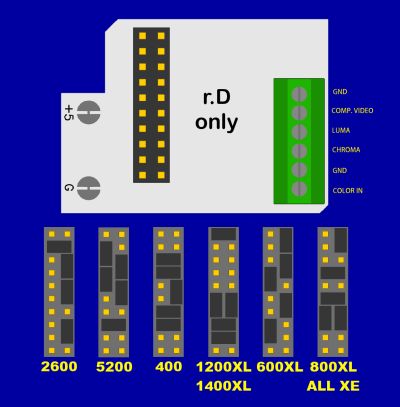 r.D
only
+5
G
GND
COMP. VIDEO
LUMA
CHROMA
GND
COLOR IN
2600
5200
400
1200XL
1400XL
600XL
800XL
ALL XE